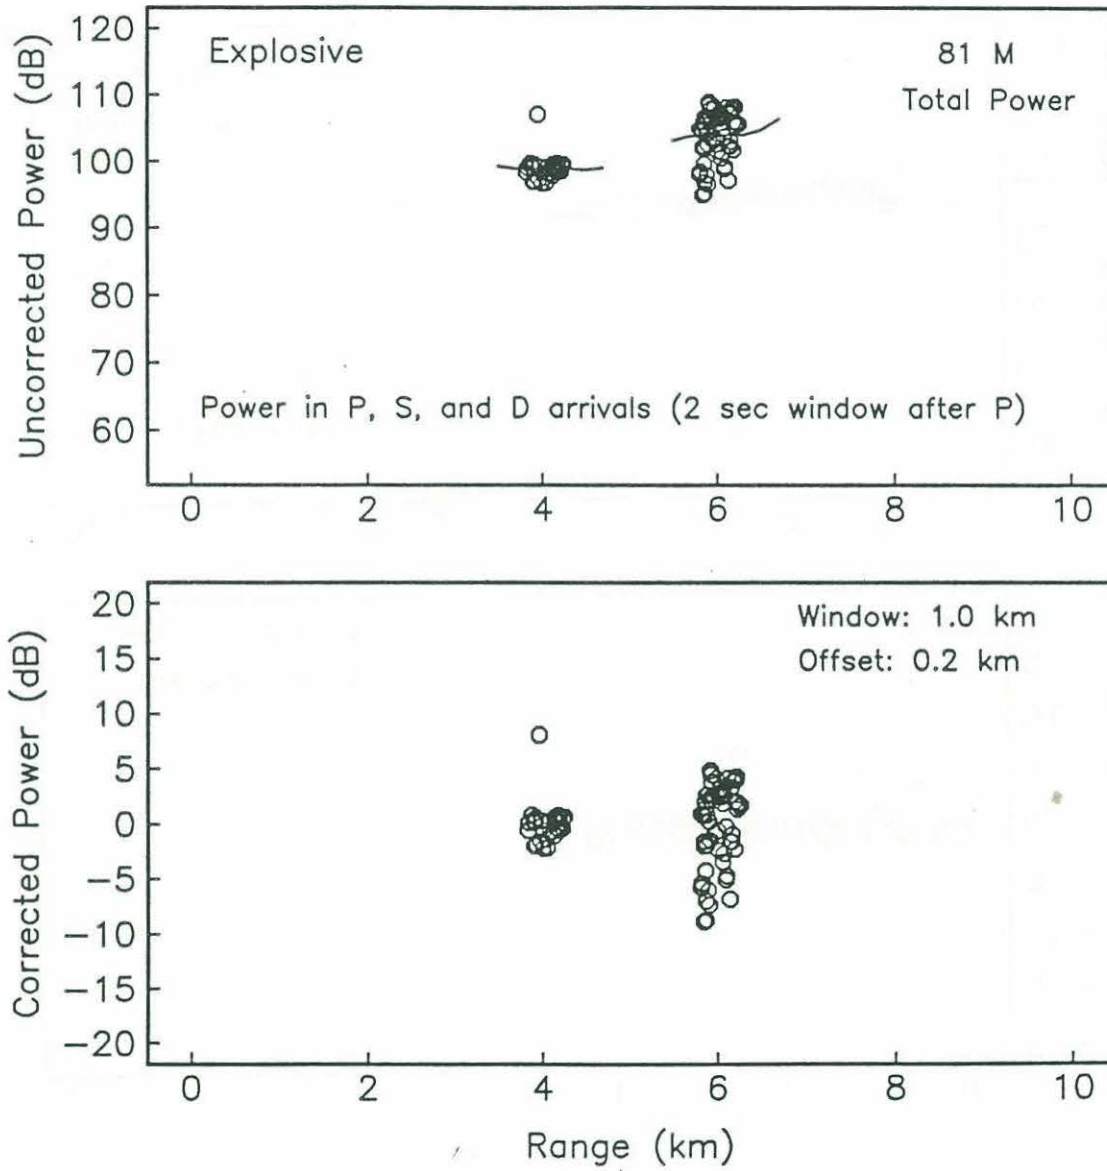 Uncorrected Power (dB)
120
110
100
90
80
70
60
Explosive
81 M
Total Power
Power in P, S, and D arrivals (2 sec window after P)
0 2 4 6 8 10
Corrected Power (dB)
20
15
10
5
0
−5
−10
−15
−20
Window: 1.0 km
Offset: 0.2 km
0 2 4 6 8 10
Range (km)